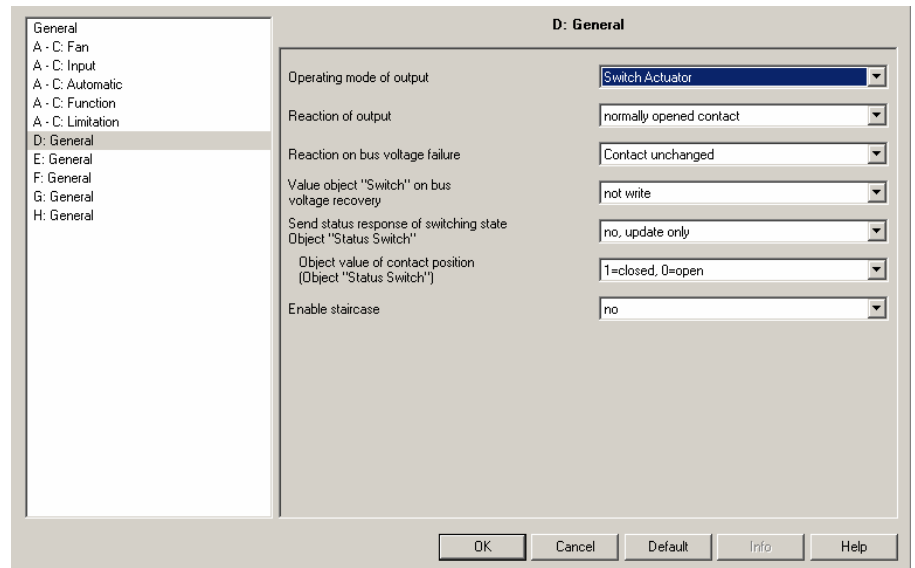 General
A - C: Fan
A - C: Input
A - C: Automatic
A - C: Function
A - C: Limitation
D: General
E: General
F: General
G: General
H: General
D: General
Operating mode of output
Switch Actuator
Reaction of output
normally opened contact
Reaction on bus voltage failure
Contact unchanged
Value object "Switch" on bus
voltage recovery
not write
Send status response of switching state
Object "Status Switch"
no, update only
Object value of contact position
(Object "Status Switch")
1=closed, 0=open
Enable staircase
no
OK
Cancel
Default
Info
Help